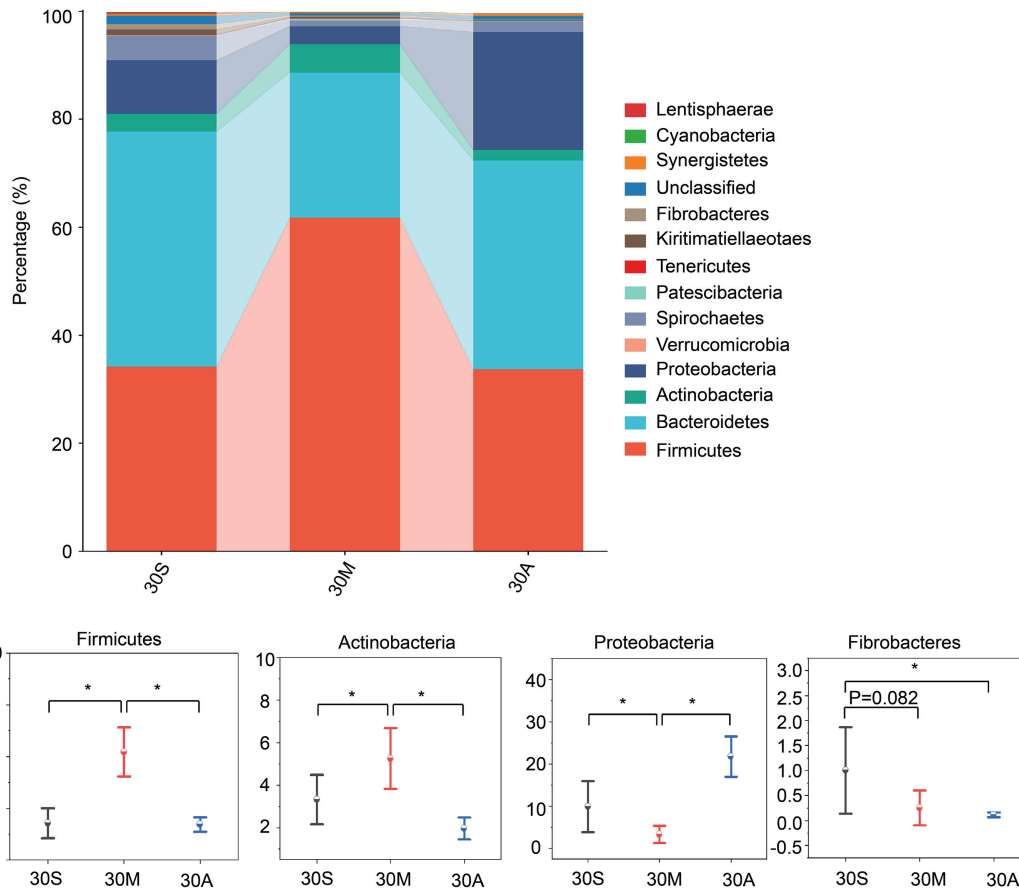 100
80
60
40
20
0
Percentage (%)
30S
30M
30A
Lentisphaerae
Cyanobacteria
Synergistetes
Unclassified
Fibrobacteres
Kiritimatiellaeotaes
Tenericutes
Patescibacteria
Spirochaetes
Verrucomicrobia
Proteobacteria
Actinobacteria
Bacteroidetes
Firmicutes
Firmicutes
*
*
30S 30M 30A
Actinobacteria
10
8
6
4
2
*
*
30S 30M 30A
Proteobacteria
40
30
20
10
0
*
*
30S 30M 30A
Fibrobacteres
3.0
2.5
2.0
1.5
1.0
0.5
0.0
-0.5
*
P=0.082
30S 30M 30A